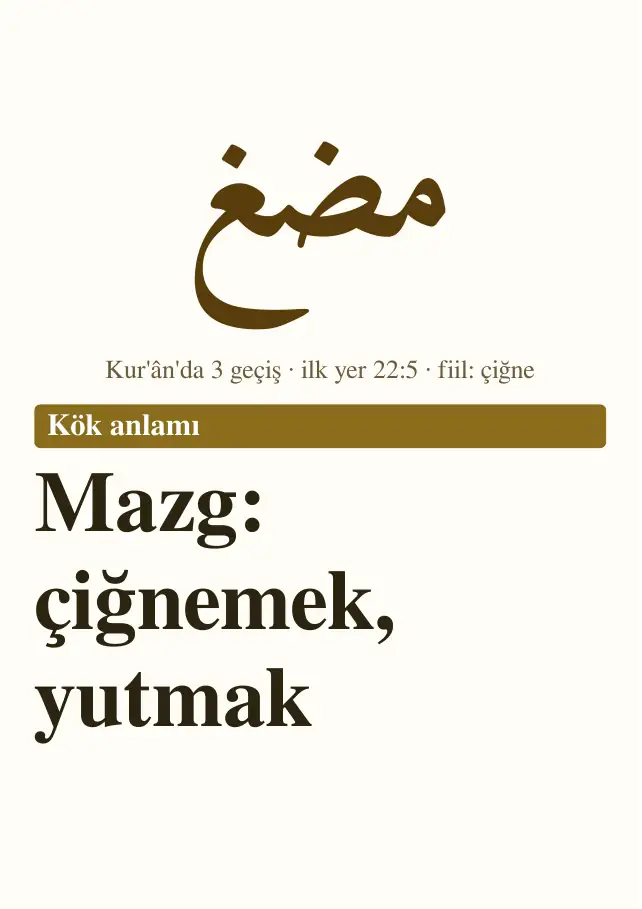 مضغ
Kur'ân'da 3 geçiş · ilk yer 22:5 · fiil: çiğne
Kök anlamı
Mazg:
çiğnemek,
yutmak